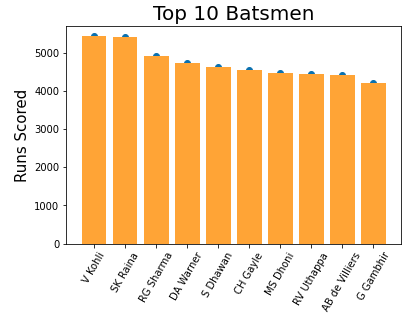 Top 10 Batsmen
Runs Scored
5000
4000
3000
2000
1000
0
V Kohli
SK Raina
RG Sharma
DA Warner
S Dhawan
CH Gayle
MS Dhoni
RV Uthappa
AB de Villiers
G Gambhir